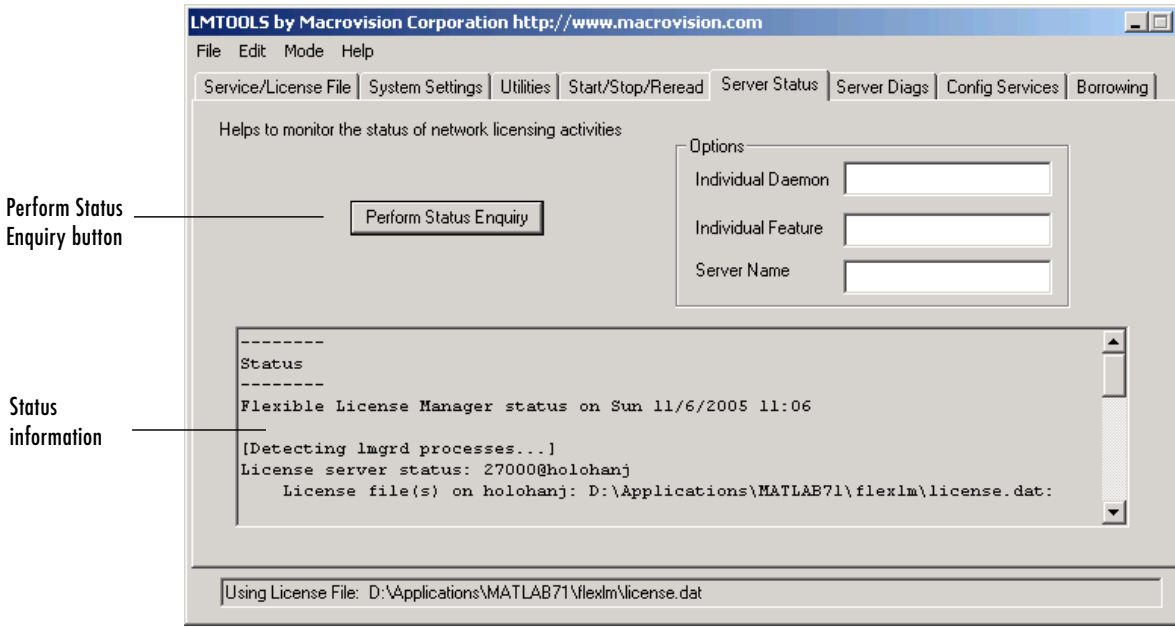 LMTOOLS by Macrovision Corporation http://www.macrovision.com
File Edit Mode Help
Service/License File System Settings Utilities Start/Stop/Reread Server Status Server Diags Config Services Borrowing
Helps to monitor the status of network licensing activities
Options
Individual Daemon
Perform Status Enquiry button
Perform Status Enquiry
Individual Feature
Server Name
--------
Status
--------
Flexible License Manager status on Sun 11/6/2005 11:06
Status information
[Detecting lmgrd processes...]
License server status: 27000@holohanj
License file(s) on holohanj: D:\Applications\MATLAB71\flexlm\license.dat:
Using License File: D:\Applications\MATLAB71\flexlm\license.dat